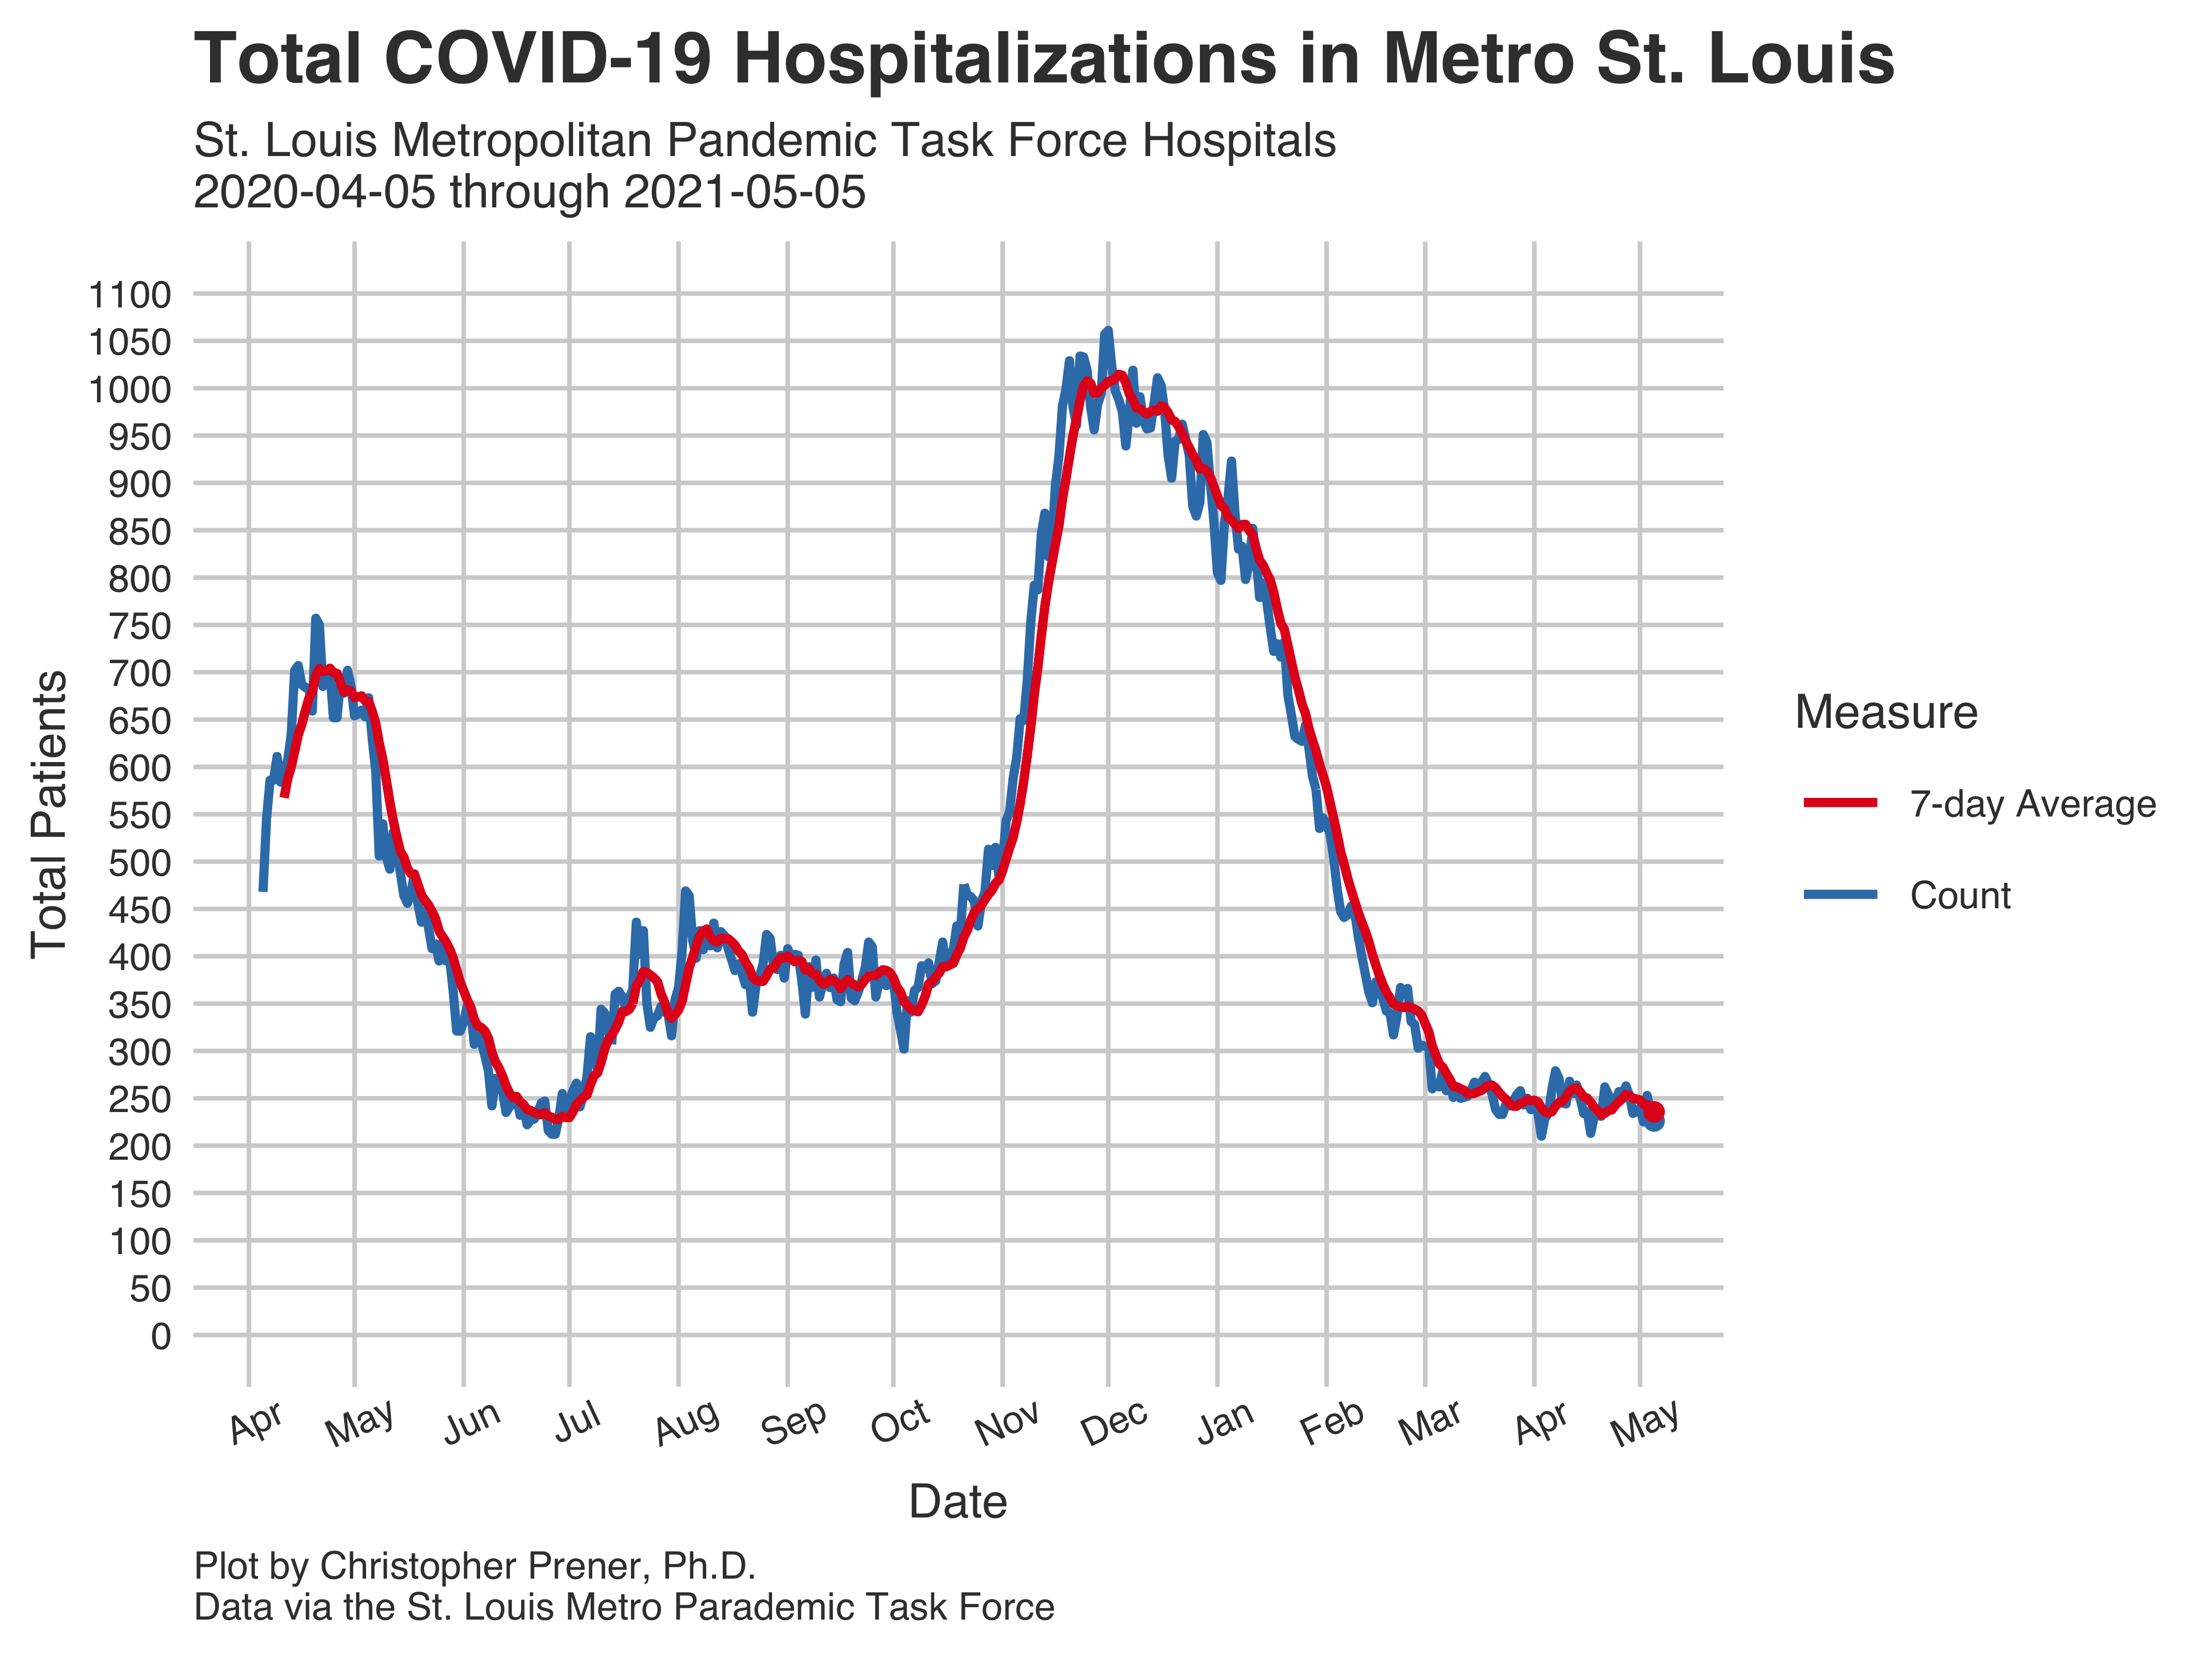 Total COVID-19 Hospitalizations in Metro St. Louis
St. Louis Metropolitan Pandemic Task Force Hospitals
2020-04-05 through 2021-05-05
1100
1050
1000
950
900
850
800
750
700
650
600
550
500
450
400
350
300
250
200
150
100
50
0
Total Patients
Apr May Jun Jul Aug Sep Oct Nov Dec Jan Feb Mar Apr May
Date
Measure
7-day Average
Count
Plot by Christopher Prener, Ph.D.
Data via the St. Louis Metro Parademic Task Force